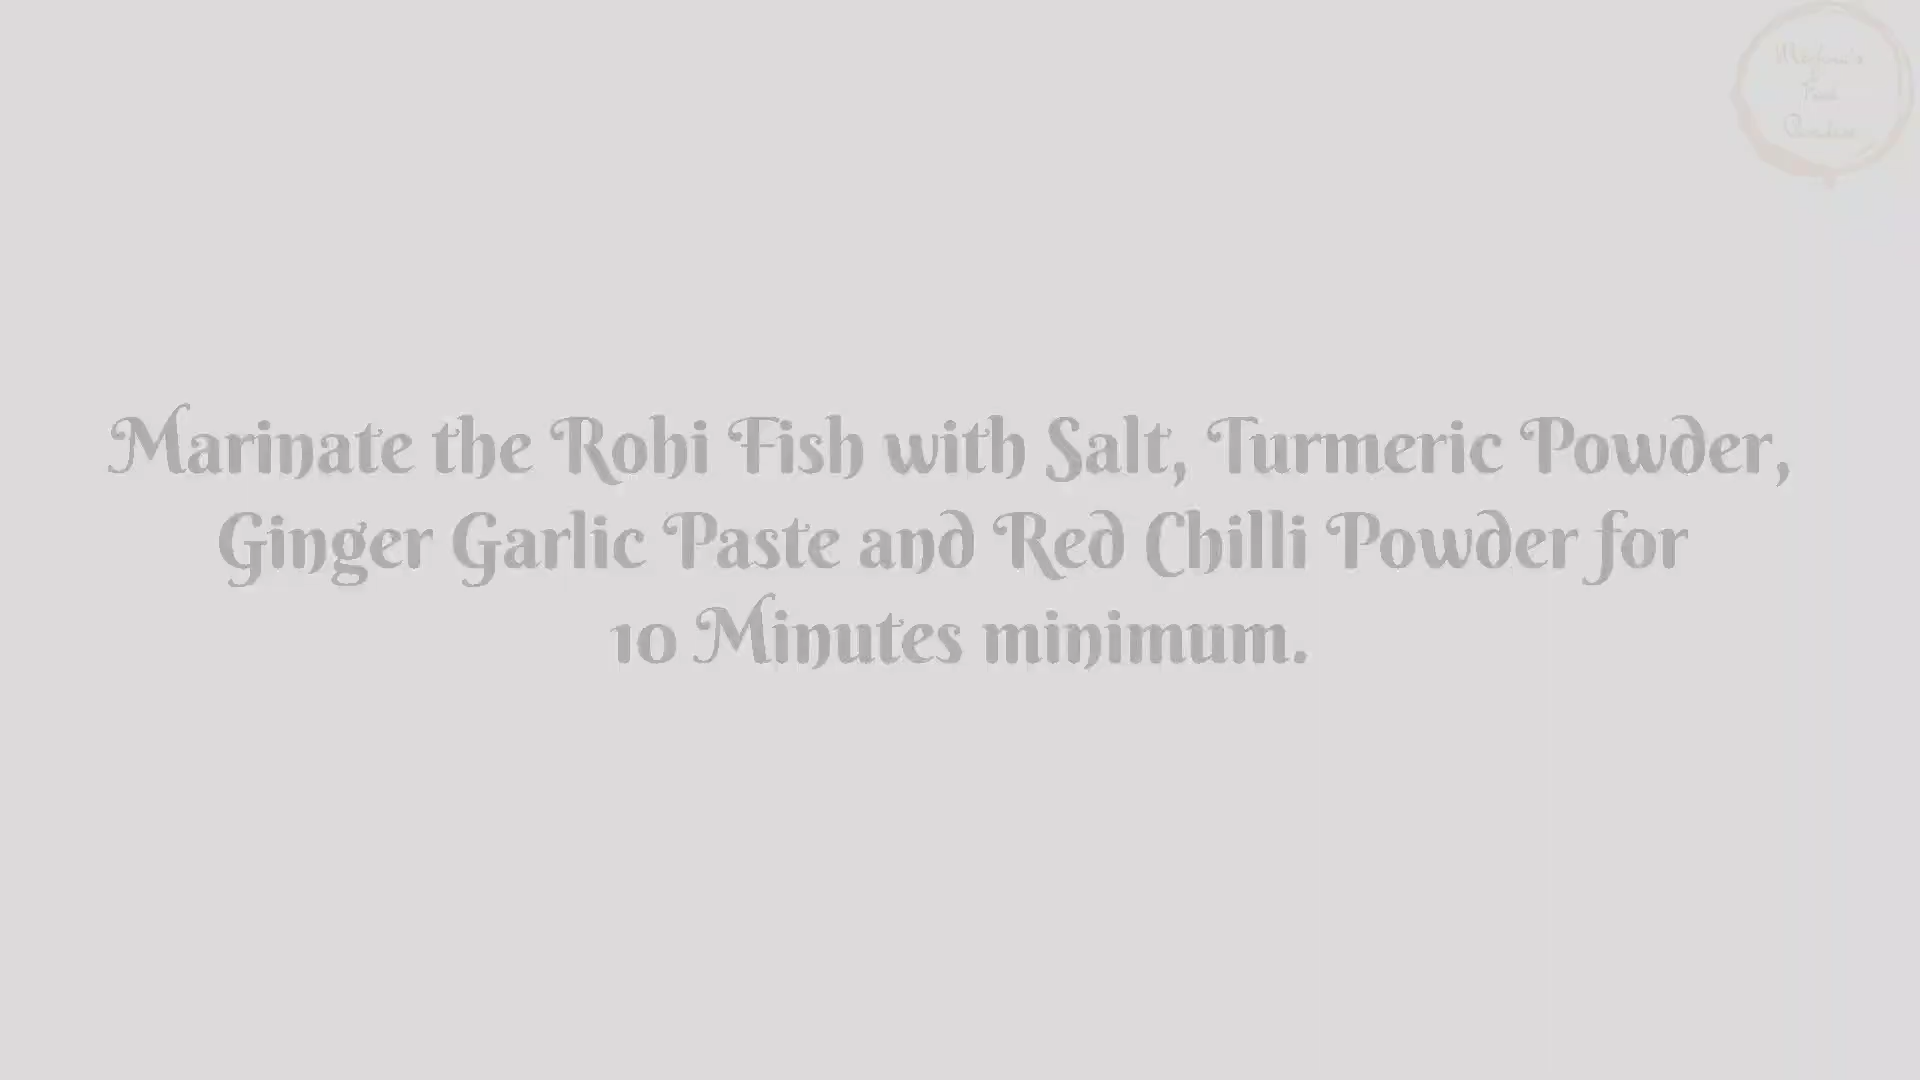 Marinate the Rohi Fish with Salt, Turmeric Powder,
Ginger Garlic Paste and Red Chilli Powder for
10 Minutes minimum.